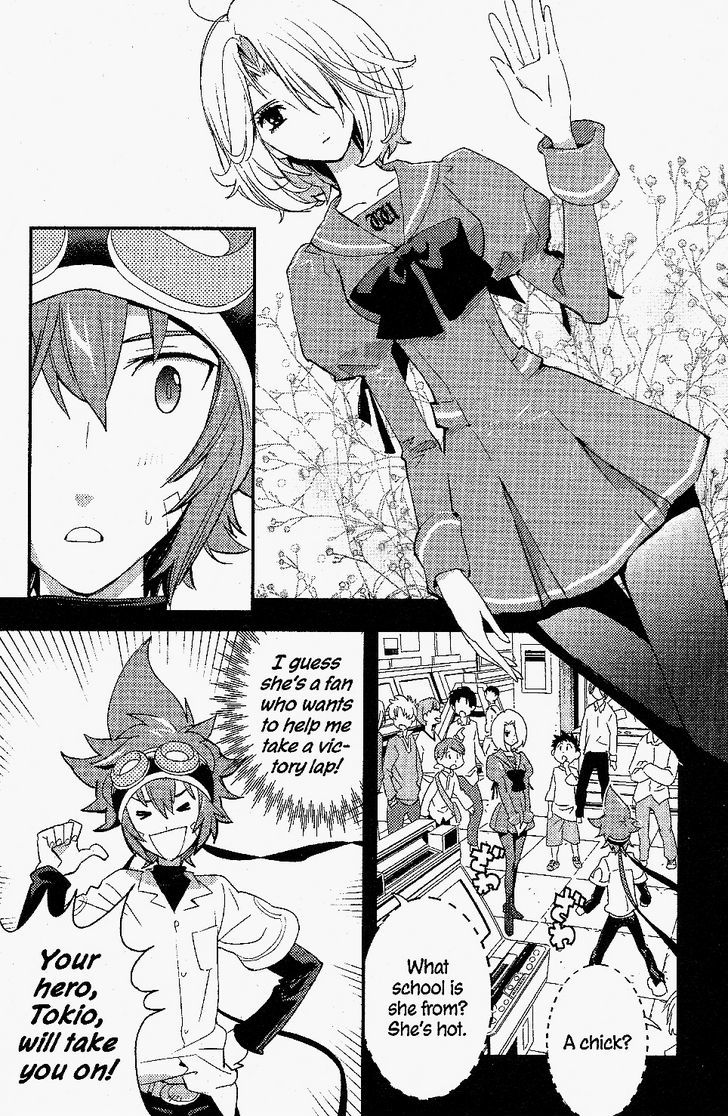 I guess
she's a fan
who wants
to help me
take a vic-
tory lap!
Your
hero,
Tokio,
will take
you on!
What
school is
she from?
She's hot.
A chick?